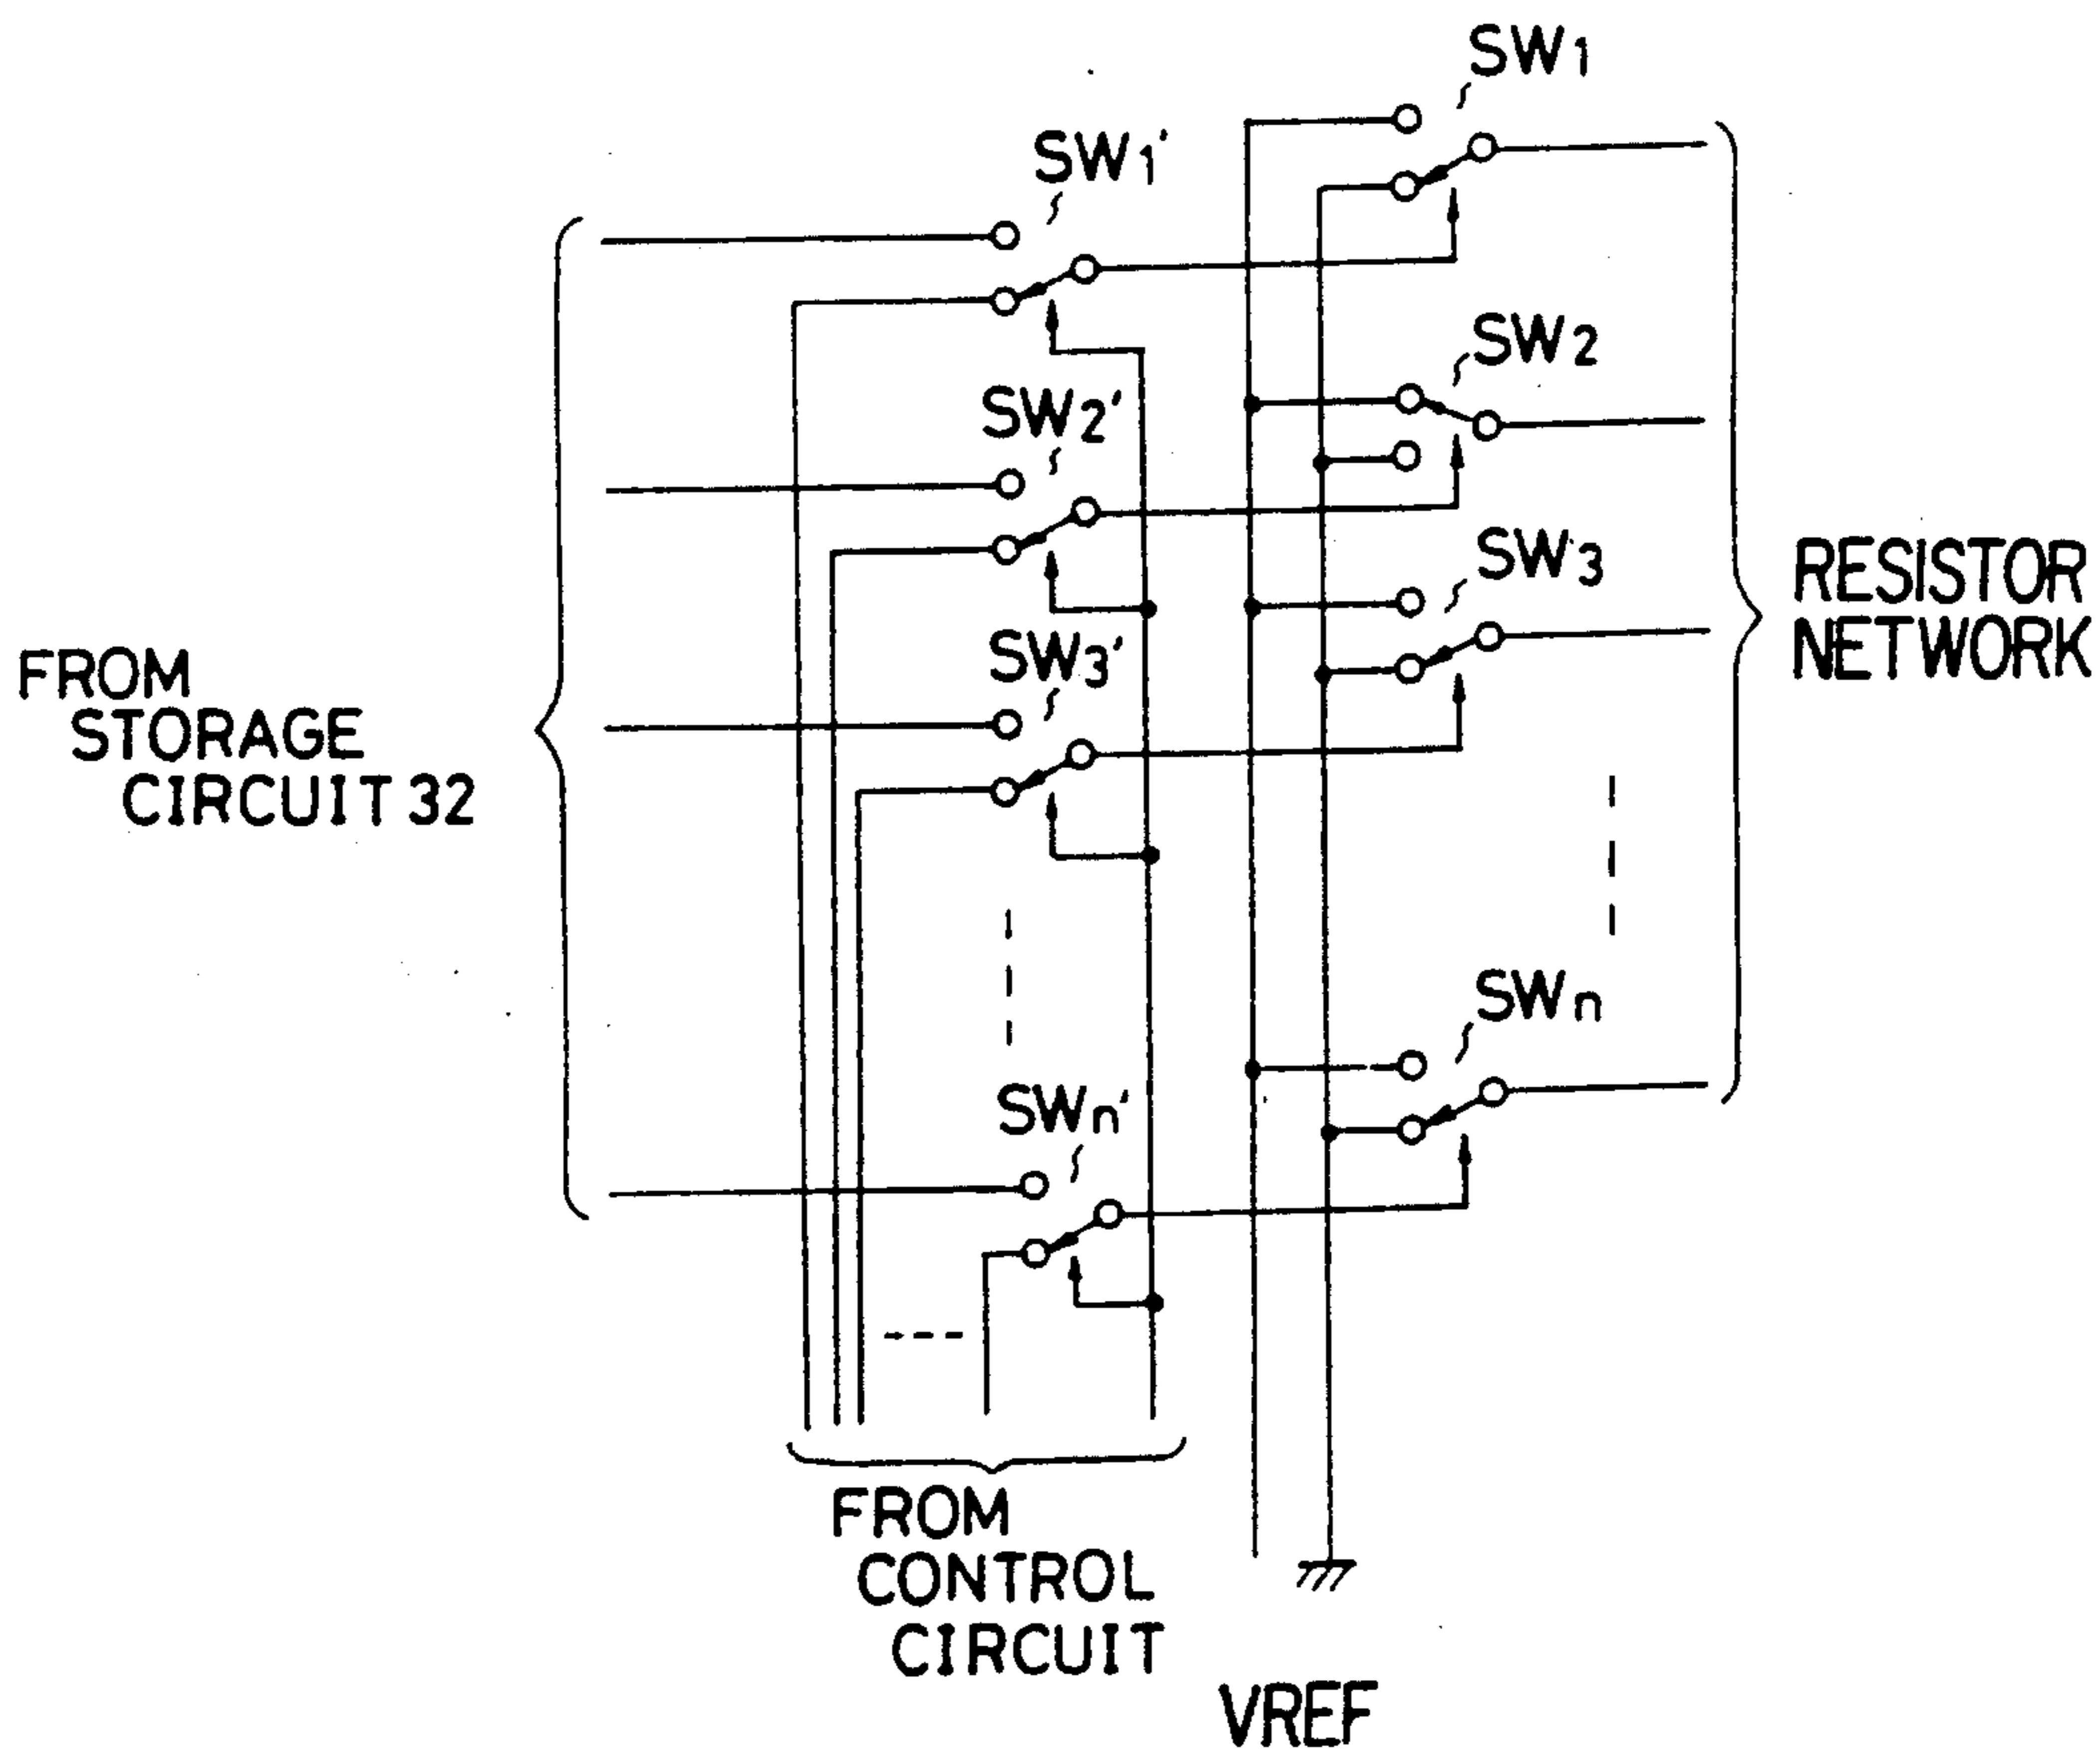 SW1
SW1'
SW2
SW2'
SW3
SW3'
RESISTOR
NETWORK
FROM
STORAGE
CIRCUIT 32
SWn
SWn'
FROM
CONTROL
CIRCUIT
VREF